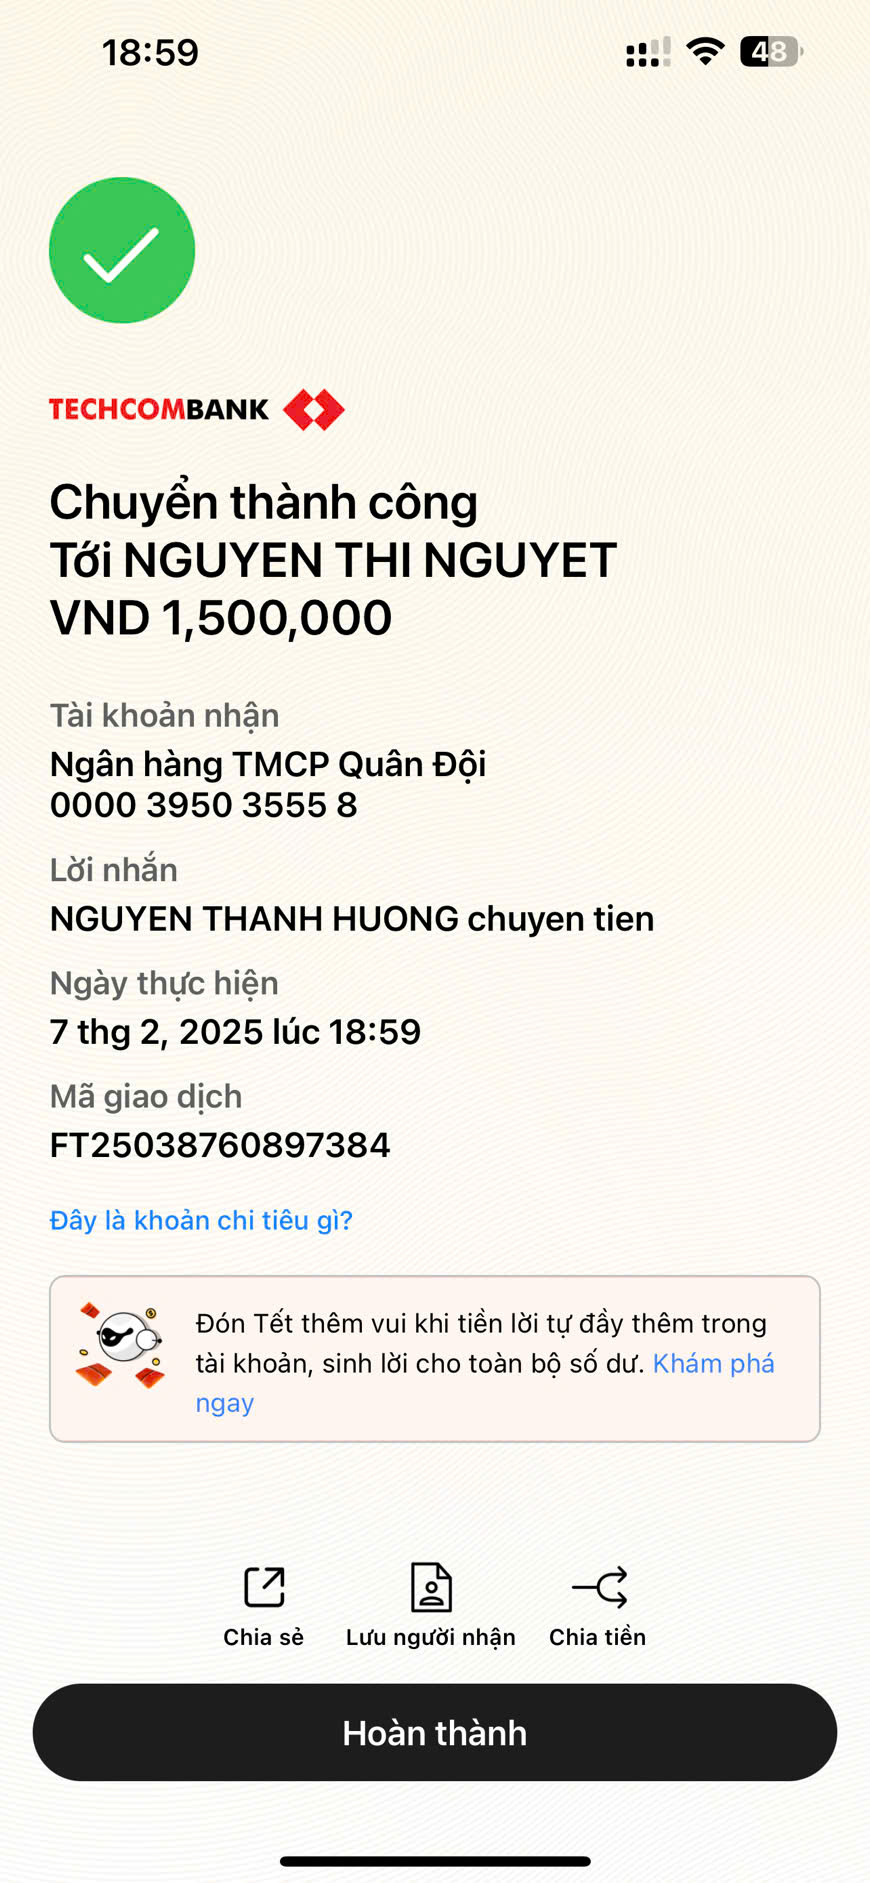 18:59
48
TECHCOMBANK
Chuyển thành công
Tới NGUYEN THI NGUYET
VND 1,500,000
Tài khoản nhận
Ngân hàng TMCP Quân Đội
0000 3950 3555 8
Lời nhắn
NGUYEN THANH HUONG chuyen tien
Ngày thực hiện
7 thg 2, 2025 lúc 18:59
Mã giao dịch
FT25038760897384
Đây là khoản chi tiêu gì?
Đón Tết thêm vui khi tiền lời tự đầy thêm trong
tài khoản, sinh lời cho toàn bộ số dư. Khám phá
ngay
Chia sẻ
Lưu người nhận
Chia tiền
Hoàn thành